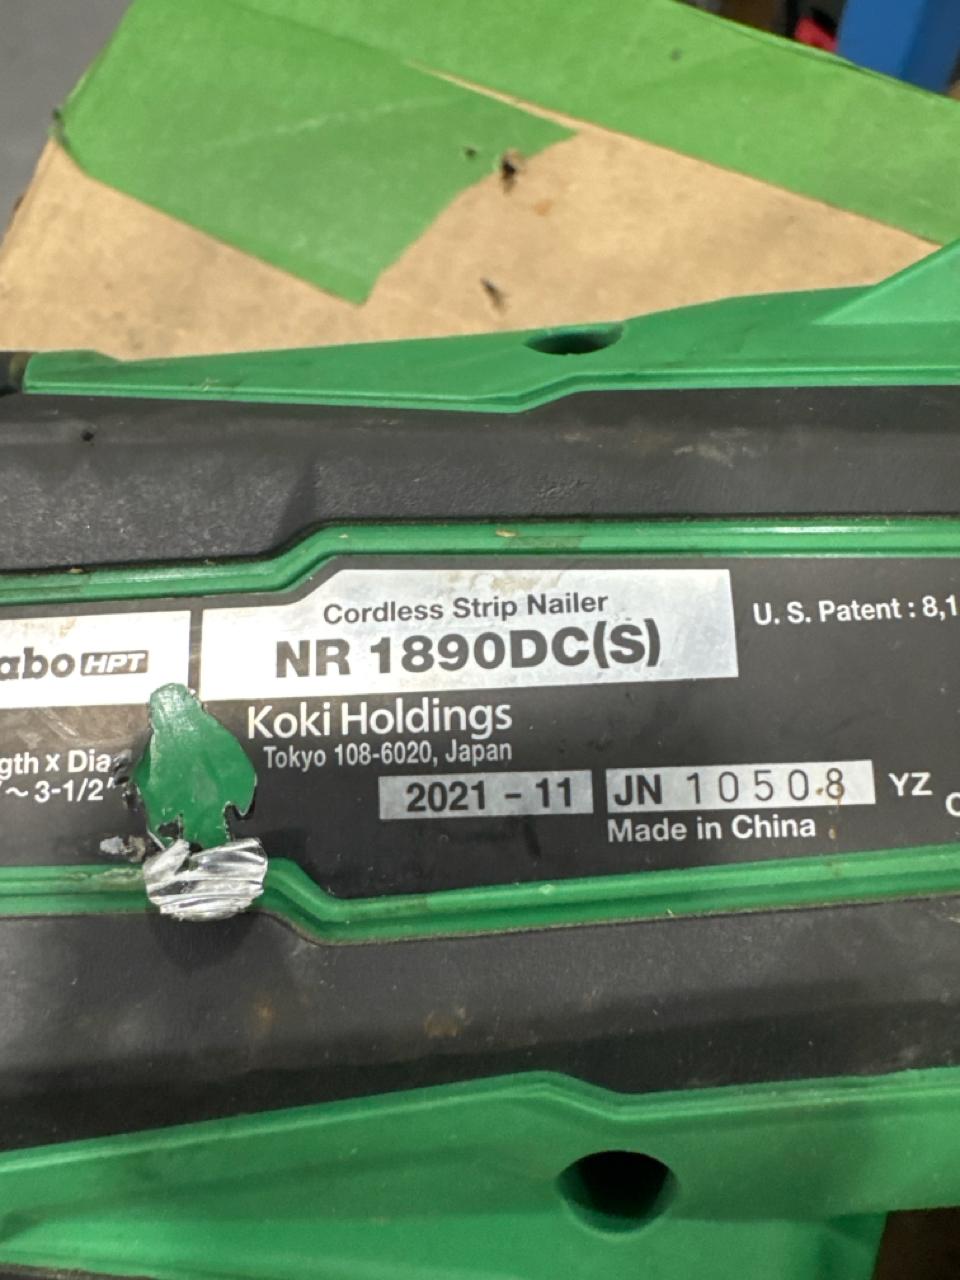 Cordless Strip Nailer
abo HPT
NR 1890DC(S)
U. S. Patent : 8,1
Koki Holdings
Tokyo 108-6020, Japan
gth x Dia
~ 3-1/2"
2021 - 11
JN 10508 YZ
Made in China